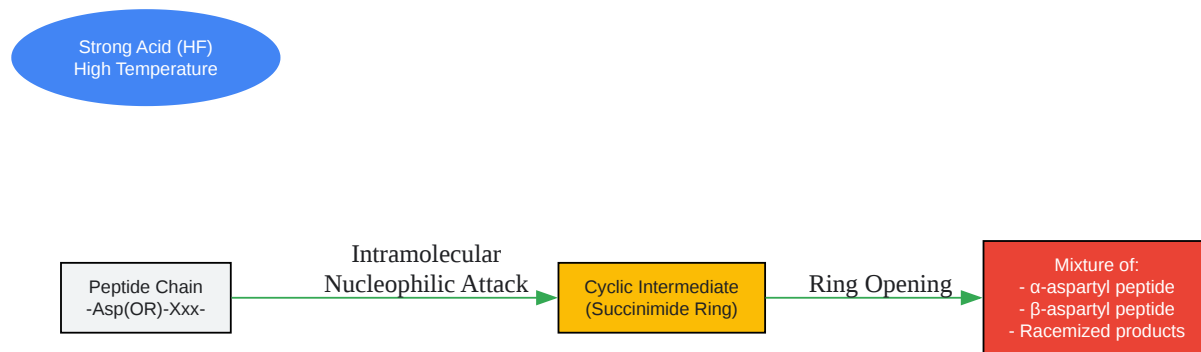 Strong Acid (HF)
High Temperature
Intramolecular
Nucleophilic Attack
Ring Opening
Peptide Chain
-Asp(OR)-Xxx-
Cyclic Intermediate
(Succinimide Ring)
Mixture of:
- α-aspartyl peptide
- β-aspartyl peptide
- Racemized products